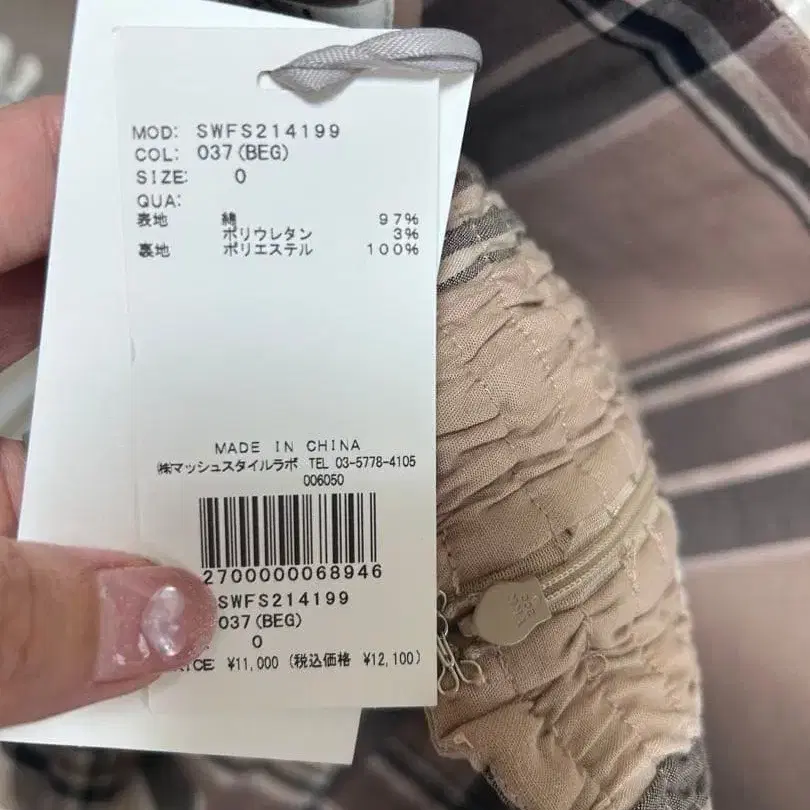 MOD: SWFS214199
COL: 037(BEG)
SIZE: 0
QUA:
表地 綿 97%
ポリウレタン 3%
裏地 ポリエステル 100%
MADE IN CHINA
㈱マッシュスタイルラボ TEL 03-5778-4105
006050
2700000068946
SWFS214199
037(BEG)
0
PRICE ¥11,000 (税込価格 ¥12,100)